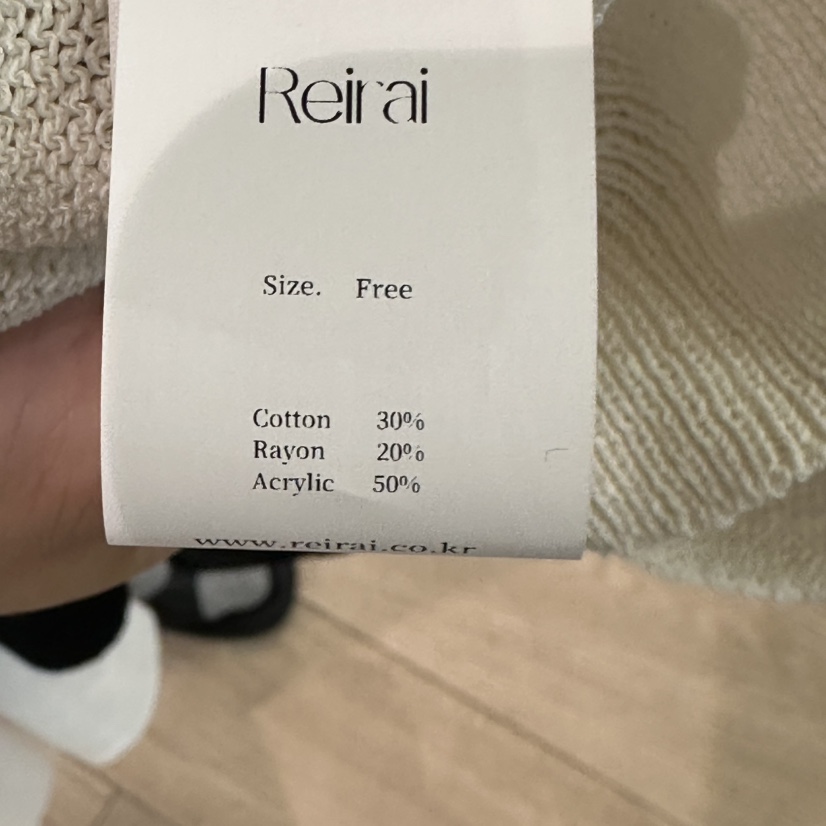 Reirai
Size. Free
Cotton 30%
Rayon 20%
Acrylic 50%
www.reirai.co.kr